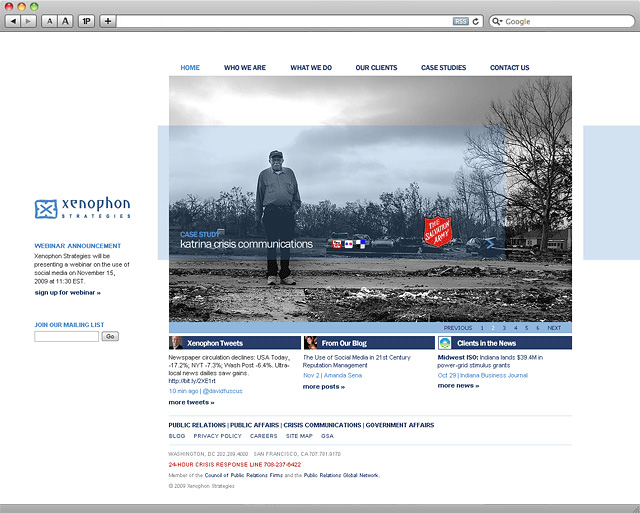 A A
1P
+
RSS
Google
HOME WHO WE ARE WHAT WE DO OUR CLIENTS CASE STUDIES CONTACT US
xenophon
STRATEGIES
WEBINAR ANNOUNCEMENT
Xenophon Strategies will be
presenting a webinar on the use of
social media on November 15,
2009 at 11:30 EST.
sign up for webinar »
JOIN OUR MAILING LIST
Go
CASE STUDY
katrina crisis communications
THE
SALVATION
ARMY
PREVIOUS 1 2 3 4 5 6 NEXT
Xenophon Tweets
Newspaper circulation declines: USA Today,
-17.2%; NYT -7.3%; Wash Post -6.4%. Ultra-
local news dailies saw gains.
http://bit.ly/2XE1rt
10 min ago | @davidfuscus
more tweets »
From Our Blog
The Use of Social Media in 21st Century
Reputation Management
Nov 2 | Amanda Sena
more posts »
Clients in the News
Midwest ISO: Indiana lands $39.4M
in power-grid stimulus grants
Oct 29 | Indiana Business Journal
more news »
PUBLIC RELATIONS | PUBLIC AFFAIRS | CRISIS COMMUNICATIONS | GOVERNMENT AFFAIRS
BLOG PRIVACY POLICY CAREERS SITE MAP GSA
WASHINGTON, DC 202.289.4000 SAN FRANCISCO, CA 707.781.9170
24-HOUR CRISIS RESPONSE LINE 708-237-6422
Member of the Council of Public Relations Firms and the Public Relations Global Network.
© 2009 Xenophon Strategies